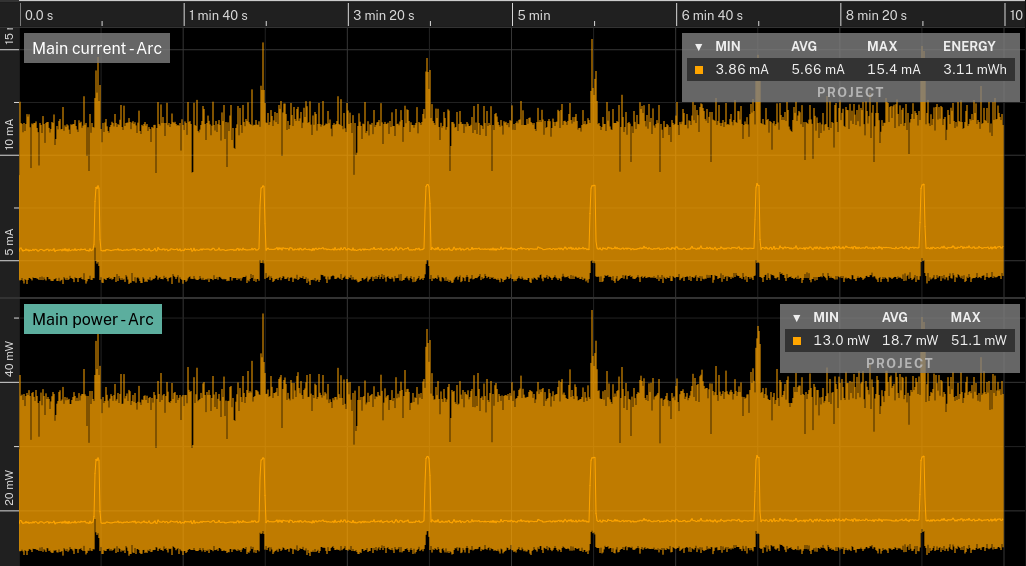 0.0 s 1 min 40 s 3 min 20 s 5 min 6 min 40 s 8 min 20 s 10
15
Main current - Arc
▼ MIN AVG MAX ENERGY
3.86 mA 5.66 mA 15.4 mA 3.11 mWh
PROJECT
10 mA
5 mA
Main power - Arc
▼ MIN AVG MAX
13.0 mW 18.7 mW 51.1 mW
PROJECT
40 mW
20 mW